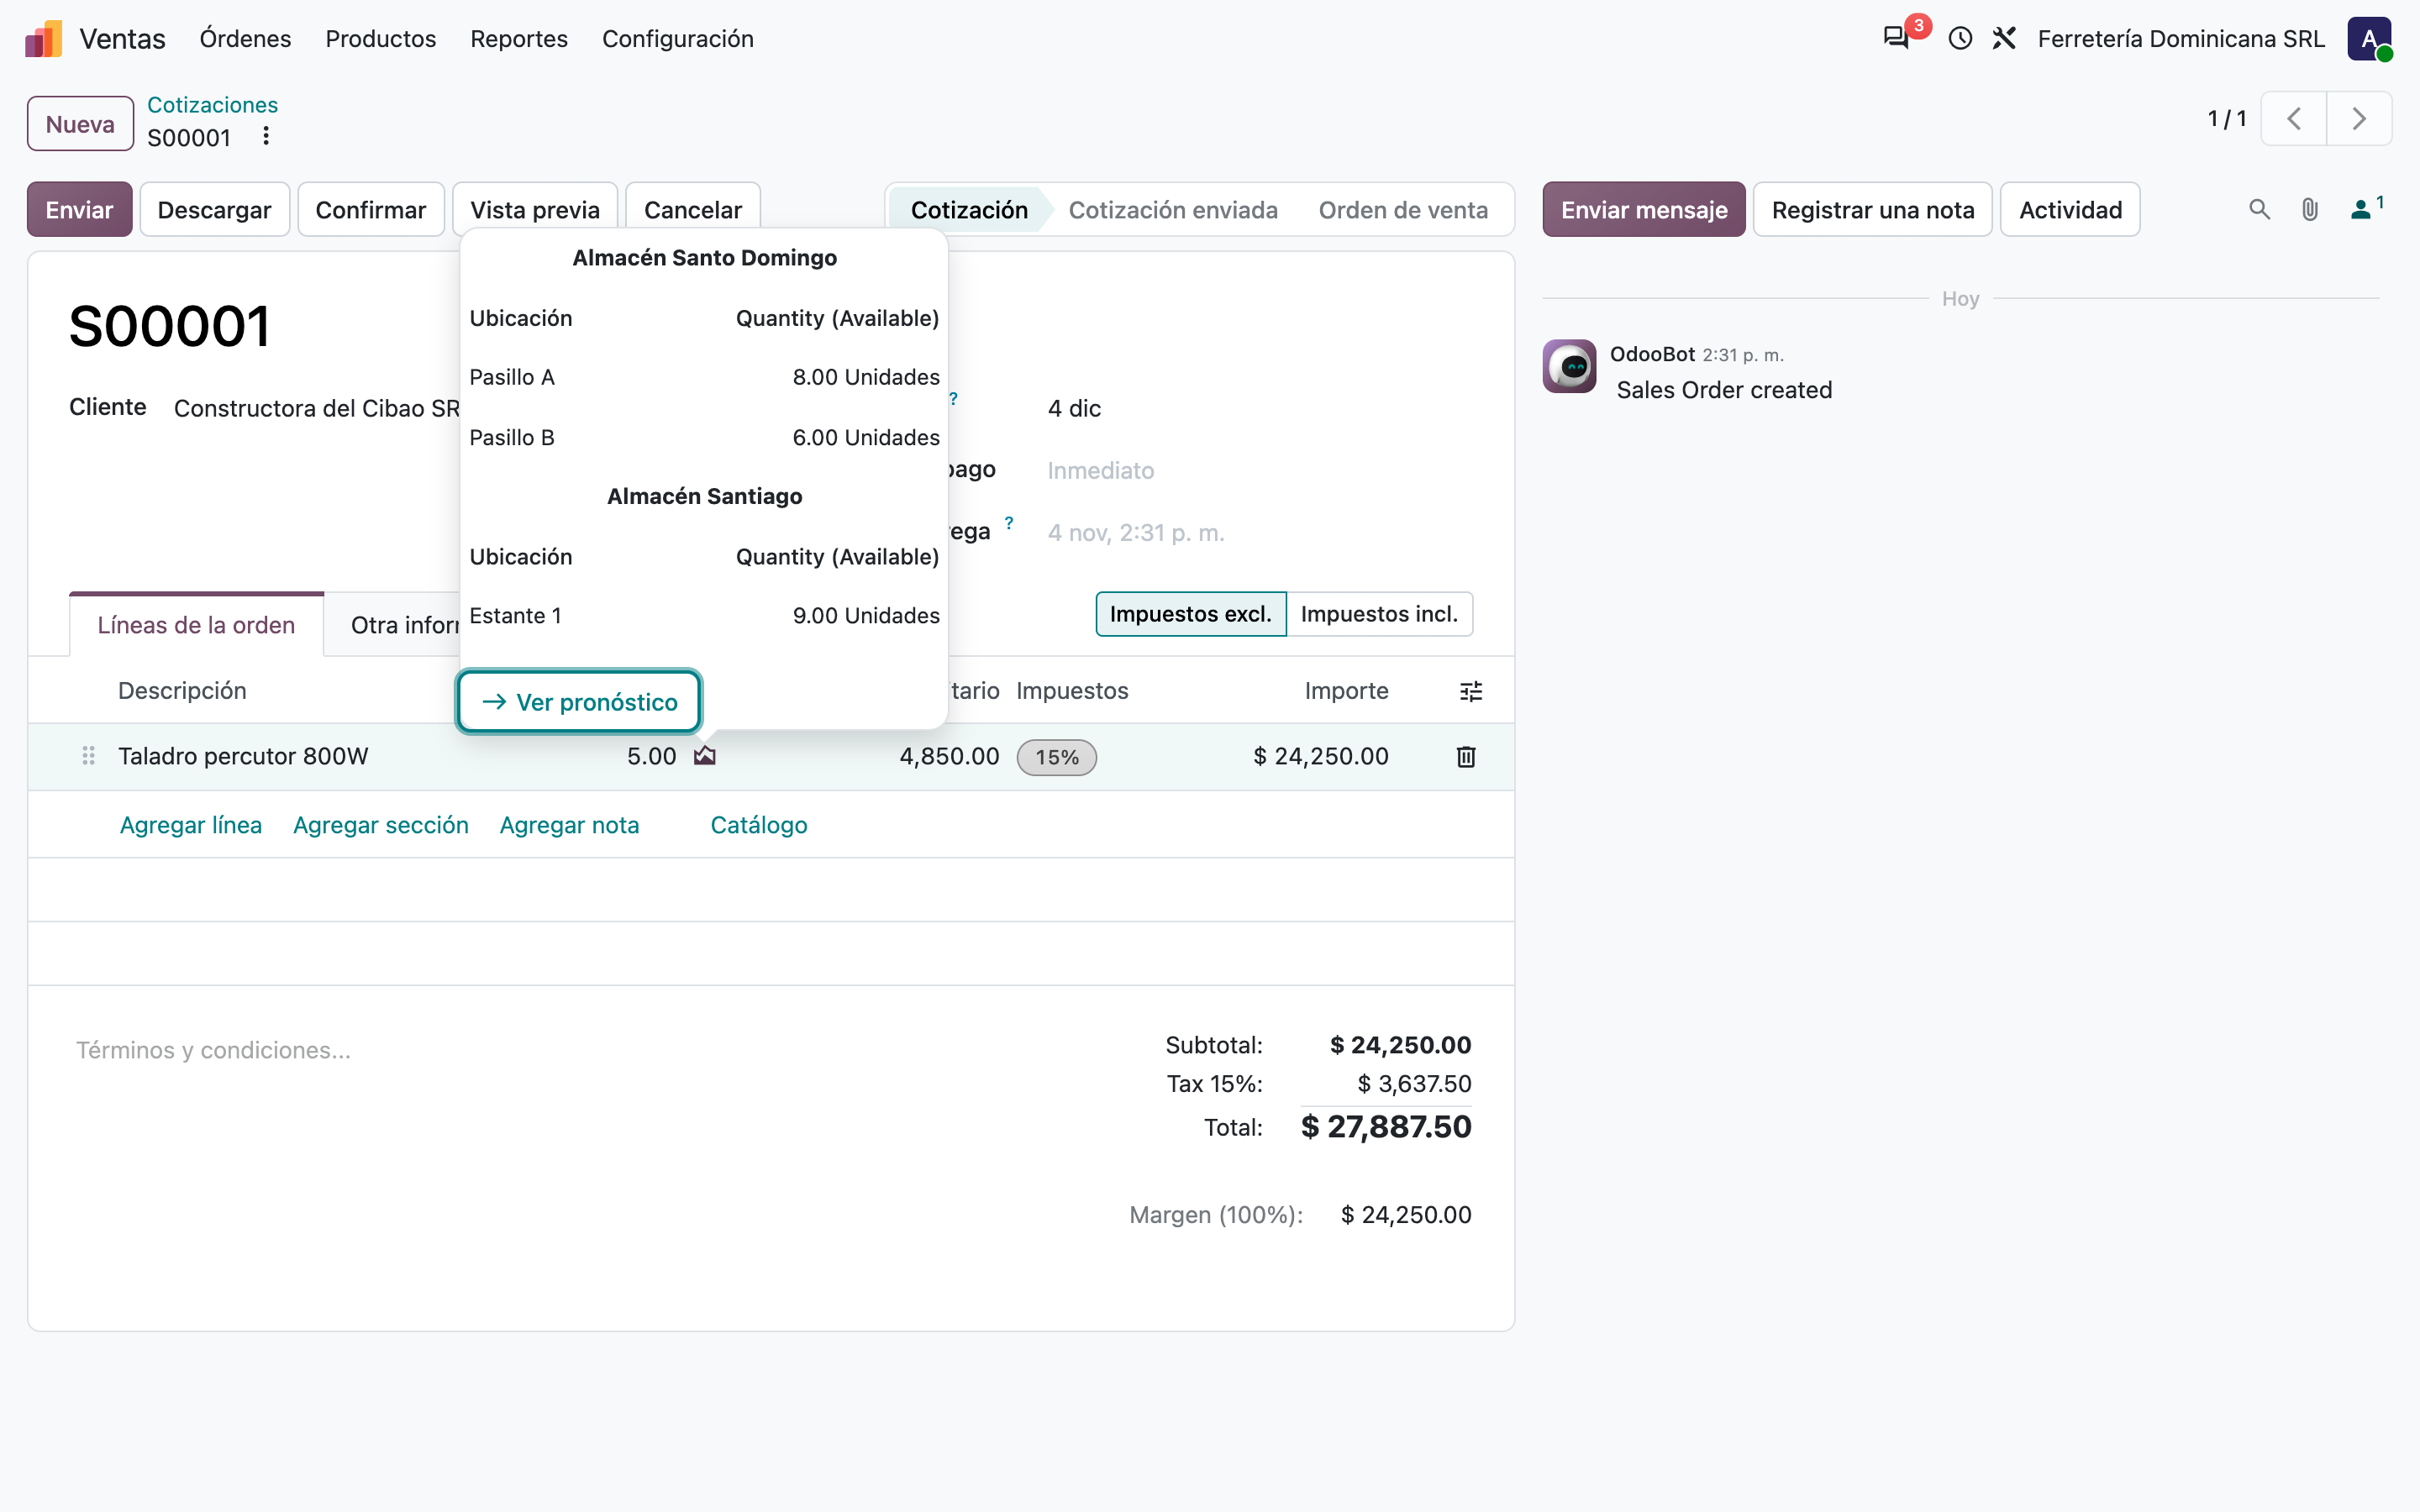 Ventas Órdenes Productos Reportes Configuración 3 Ferretería Dominicana SRL A
Nueva Cotizaciones
S00001
1 / 1
Enviar Descargar Confirmar Vista previa Cancelar Cotización Cotización enviada Orden de venta Enviar mensaje Registrar una nota Actividad 1
Almacén Santo Domingo
Ubicación Quantity (Available)
Pasillo A 8.00 Unidades
Pasillo B 6.00 Unidades
Almacén Santiago
Ubicación Quantity (Available)
Estante 1 9.00 Unidades
→ Ver pronóstico
S00001
Cliente Constructora del Cibao SR
? 4 dic
pago Inmediato
rega ? 4 nov, 2:31 p. m.
Líneas de la orden Otra infor Impuestos excl. Impuestos incl.
Descripción tario Impuestos Importe
Taladro percutor 800W 5.00 4,850.00 15% $ 24,250.00
Agregar línea Agregar sección Agregar nota Catálogo
Términos y condiciones...
Subtotal: $ 24,250.00
Tax 15%: $ 3,637.50
Total: $ 27,887.50
Margen (100%): $ 24,250.00
Hoy
OdooBot 2:31 p. m.
Sales Order created